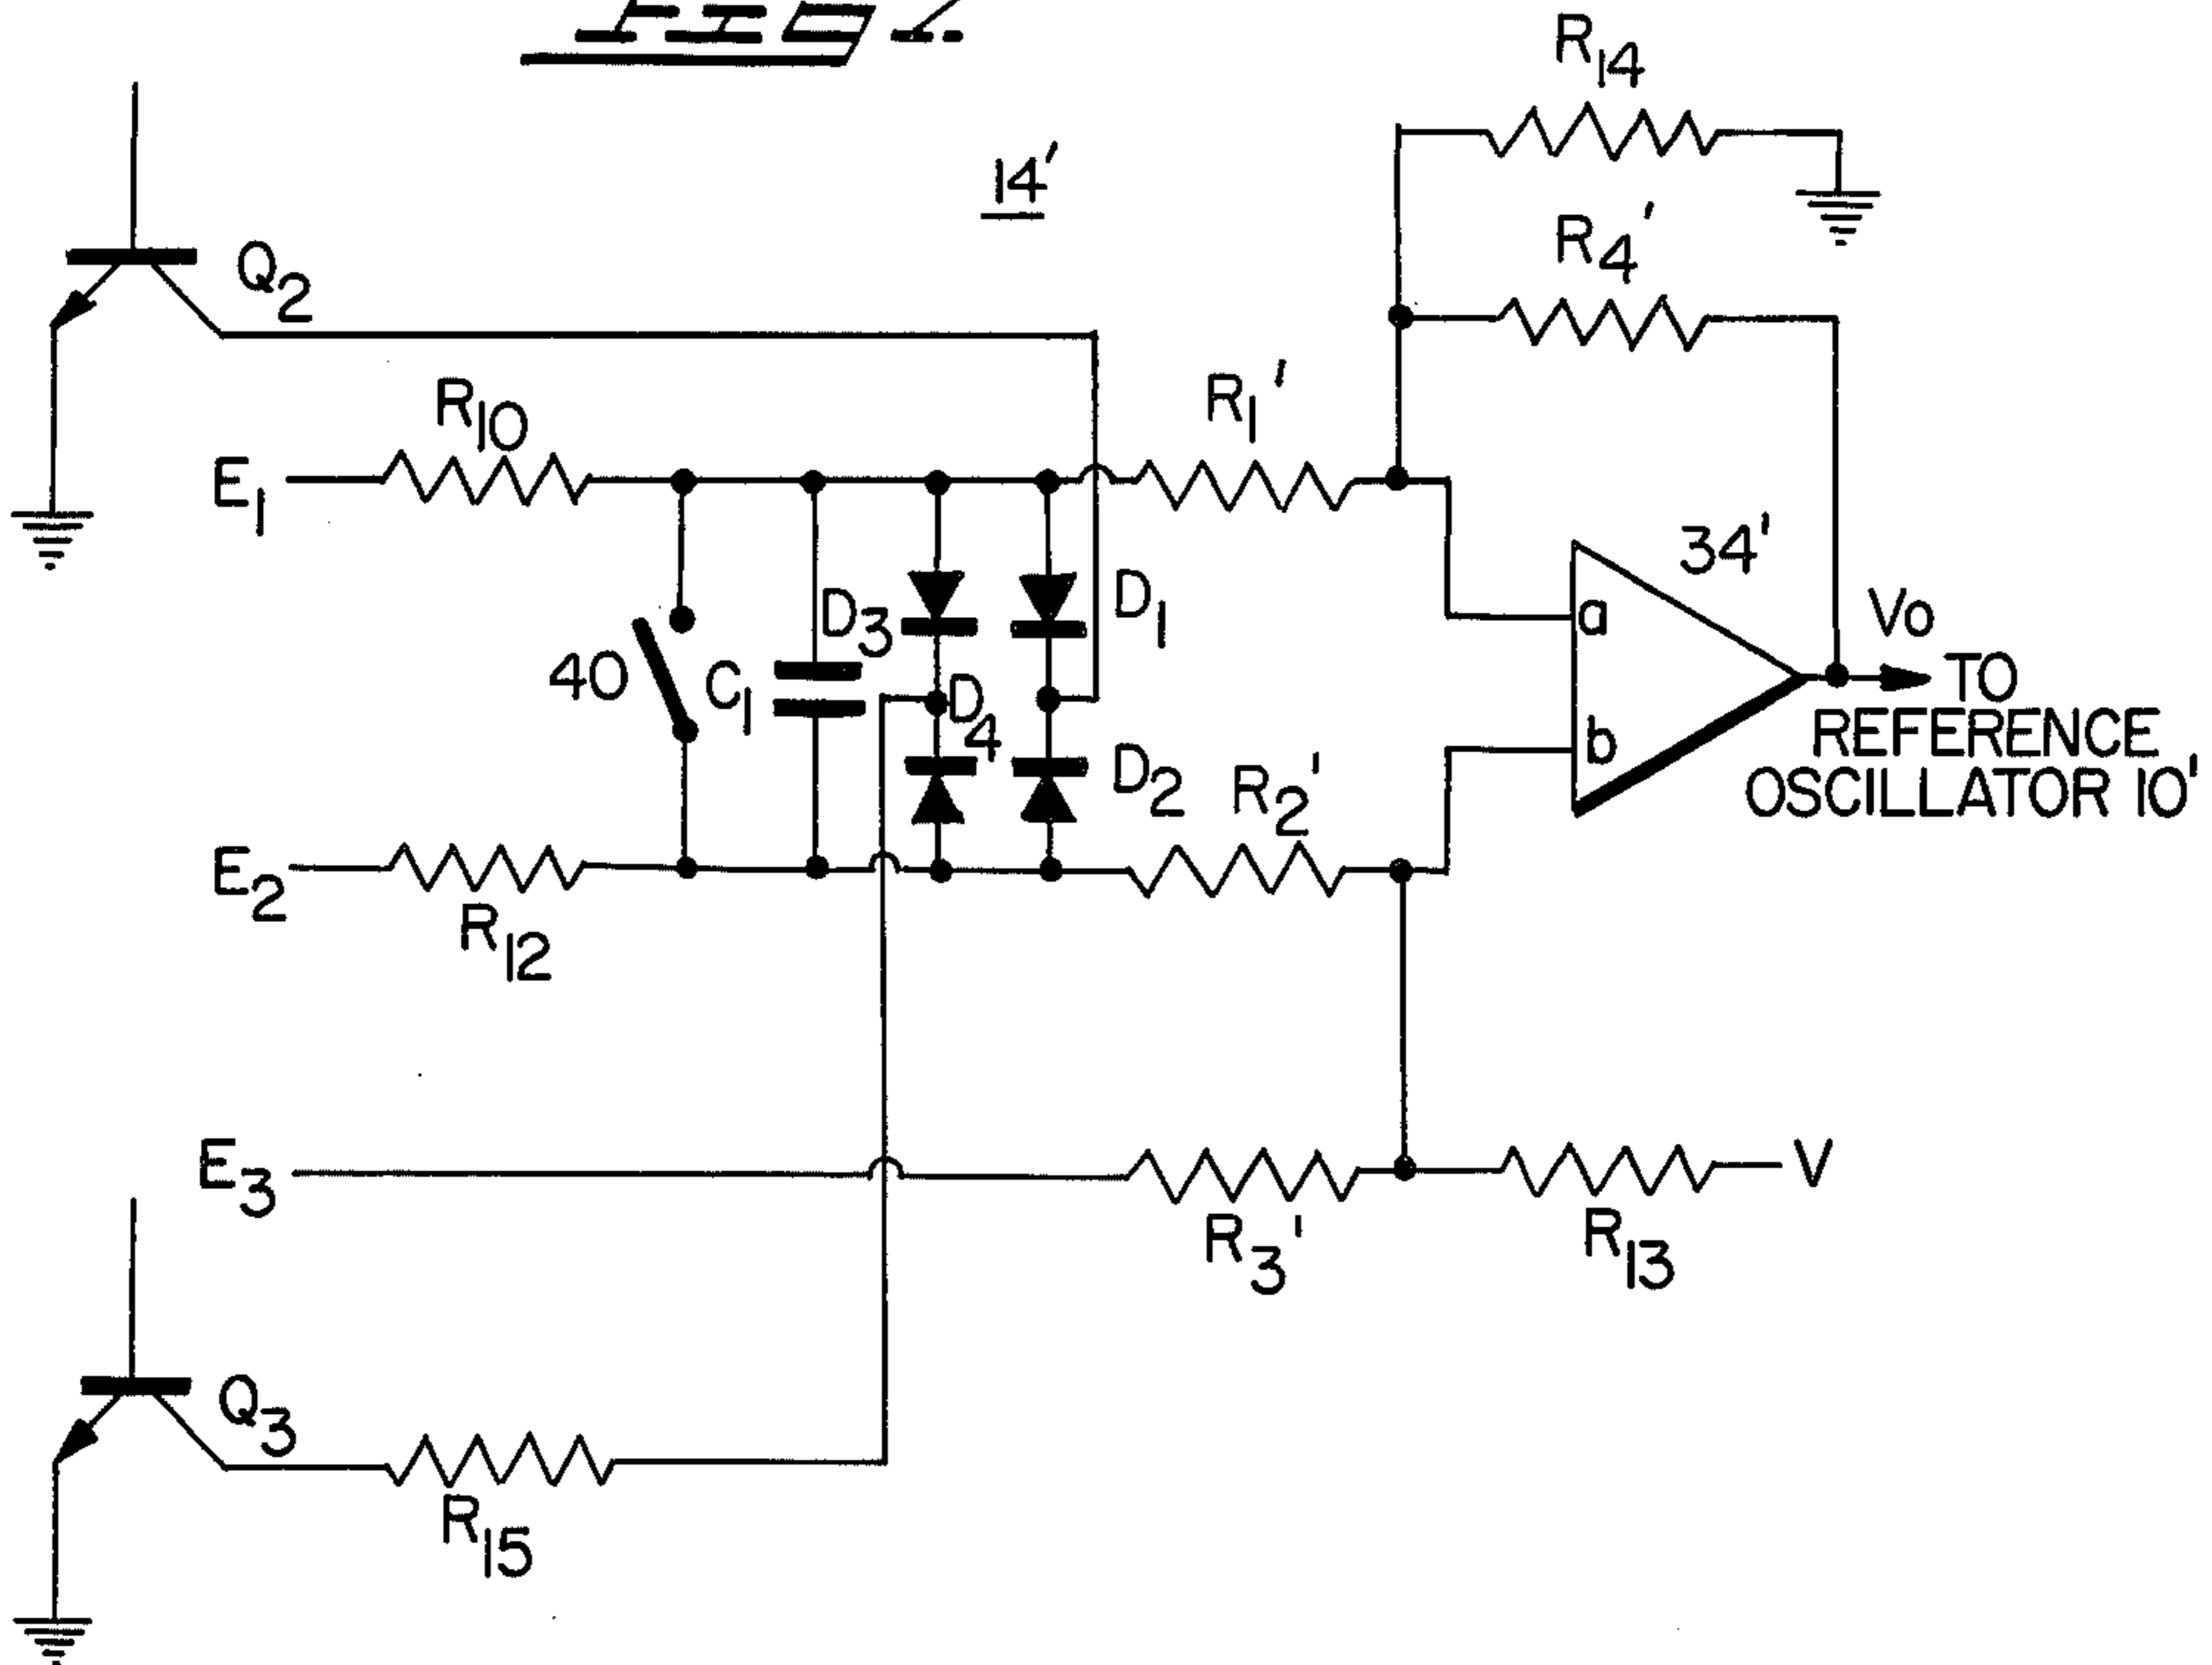 R14
14'
R4'
Q2
R10
R1'
E1
34'
D3
D1
a
Vo
40
C1
D4
TO
REFERENCE
OSCILLATOR 10'
b
D2
R2'
E2
R12
E3
V
R3'
R13
Q3
R15